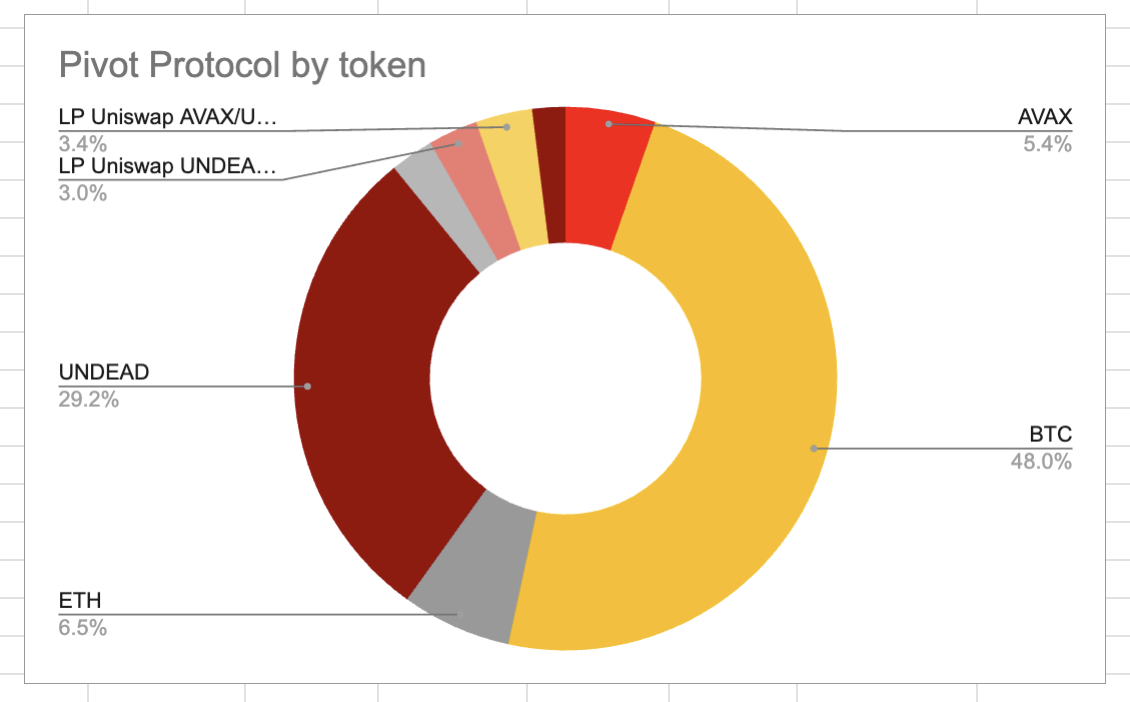 Pivot Protocol by token
LP Uniswap AVAX/U…
3.4%
LP Uniswap UNDEA…
3.0%
UNDEAD
29.2%
ETH
6.5%
AVAX
5.4%
BTC
48.0%